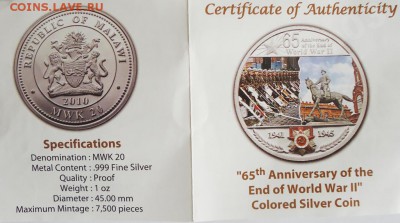 COINS.LAVE.RU
REPUBLIC OF MALAWI
2010
MWK 20
Specifications
Denomination : MWK 20
Metal Content : .999 Fine Silver
Quality : Proof
Weight : 1 oz
Diameter : 45.00 mm
Maximum Mintage : 7,500 pieces
Certificate of Authenticity
65 Anniversary
of the End of
World War II
1941 1945
"65th Anniversary of the
End of World War II"
Colored Silver Coin